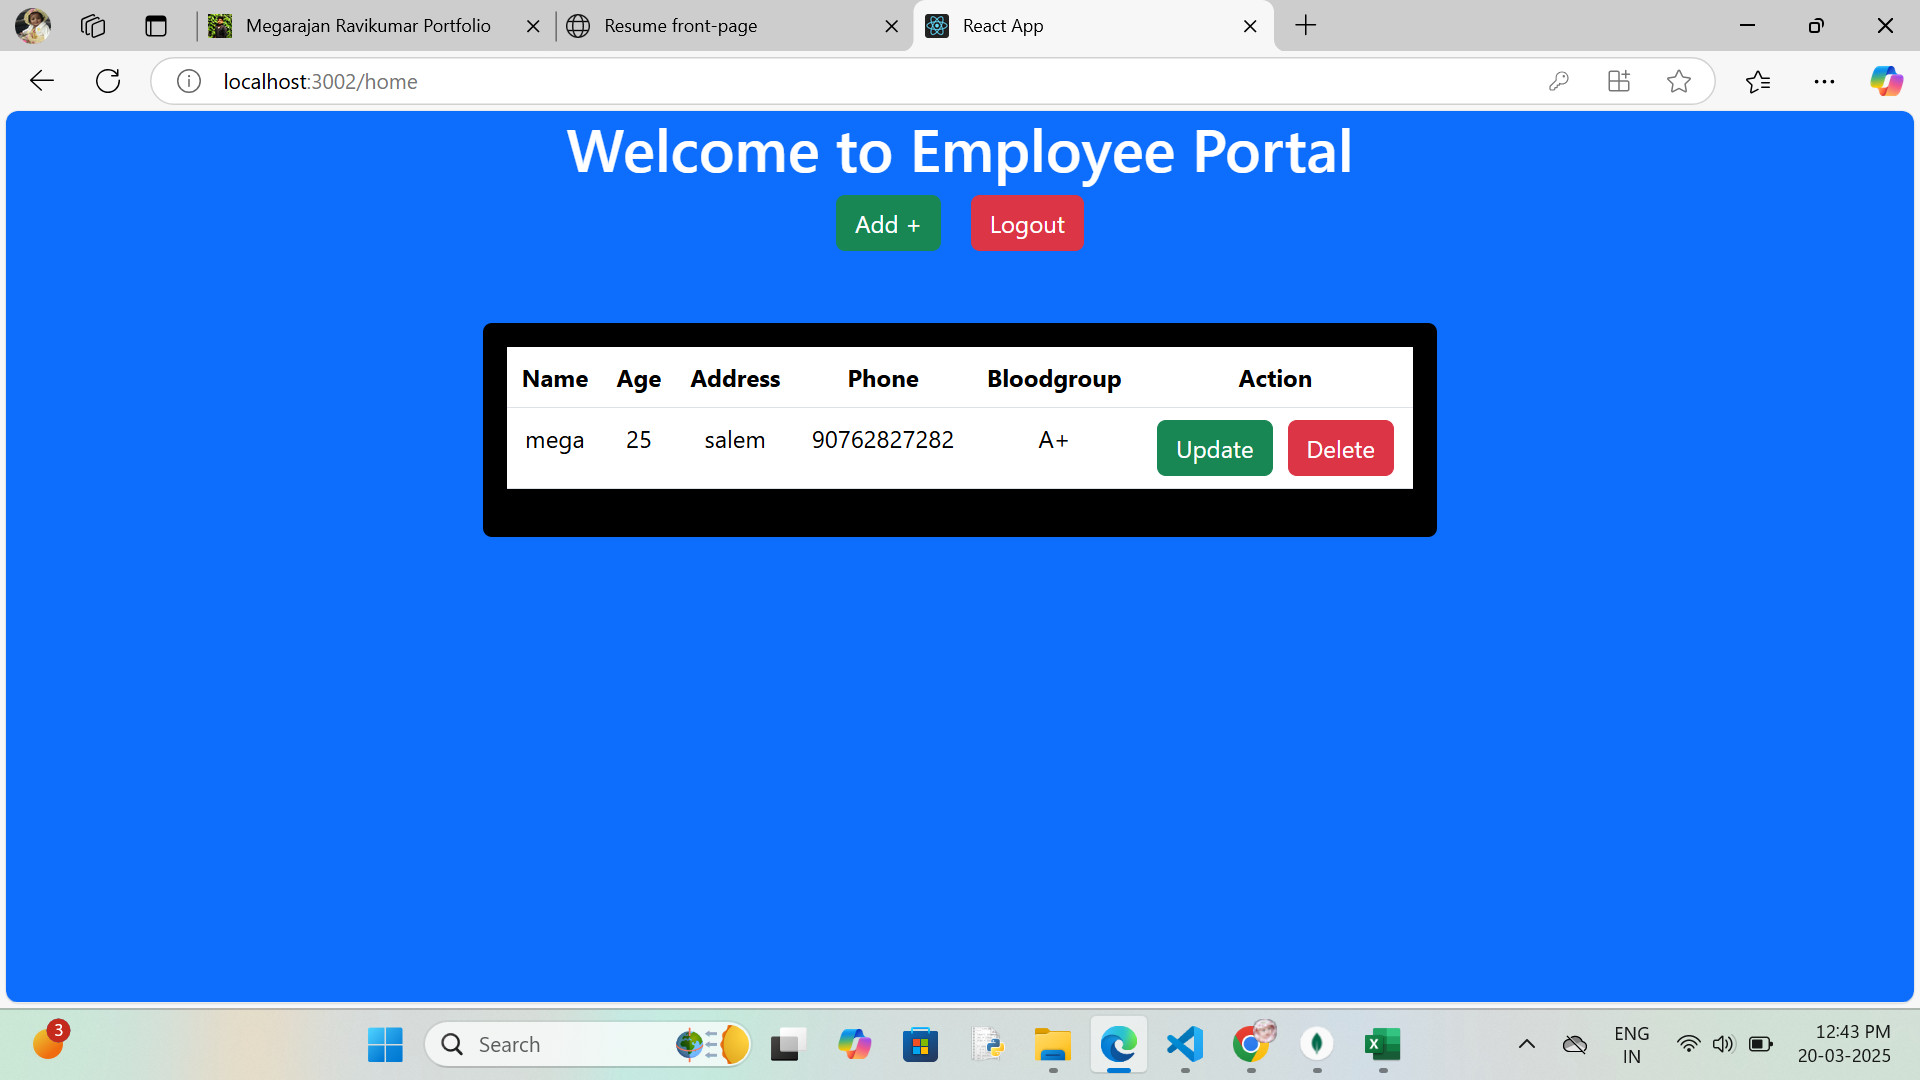 Megarajan Ravikumar Portfolio
Resume front-page
React App
localhost:3002/home
Welcome to Employee Portal
Add +
Logout
Name Age Address Phone Bloodgroup Action
mega 25 salem 90762827282 A+ Update Delete
3
Search
ENG
IN
12:43 PM
20-03-2025